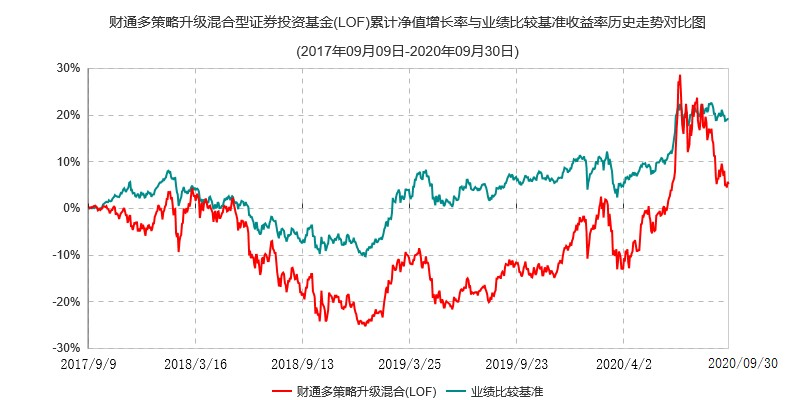 财通多策略升级混合型证券投资基金(LOF)累计净值增长率与业绩比较基准收益率历史走势对比图
(2017年09月09日-2020年09月30日)
30%
20%
10%
0%
-10%
-20%
-30%
2017/9/9 2018/3/16 2018/9/13 2019/3/25 2019/9/23 2020/4/2 2020/09/30
财通多策略升级混合(LOF) 业绩比较基准